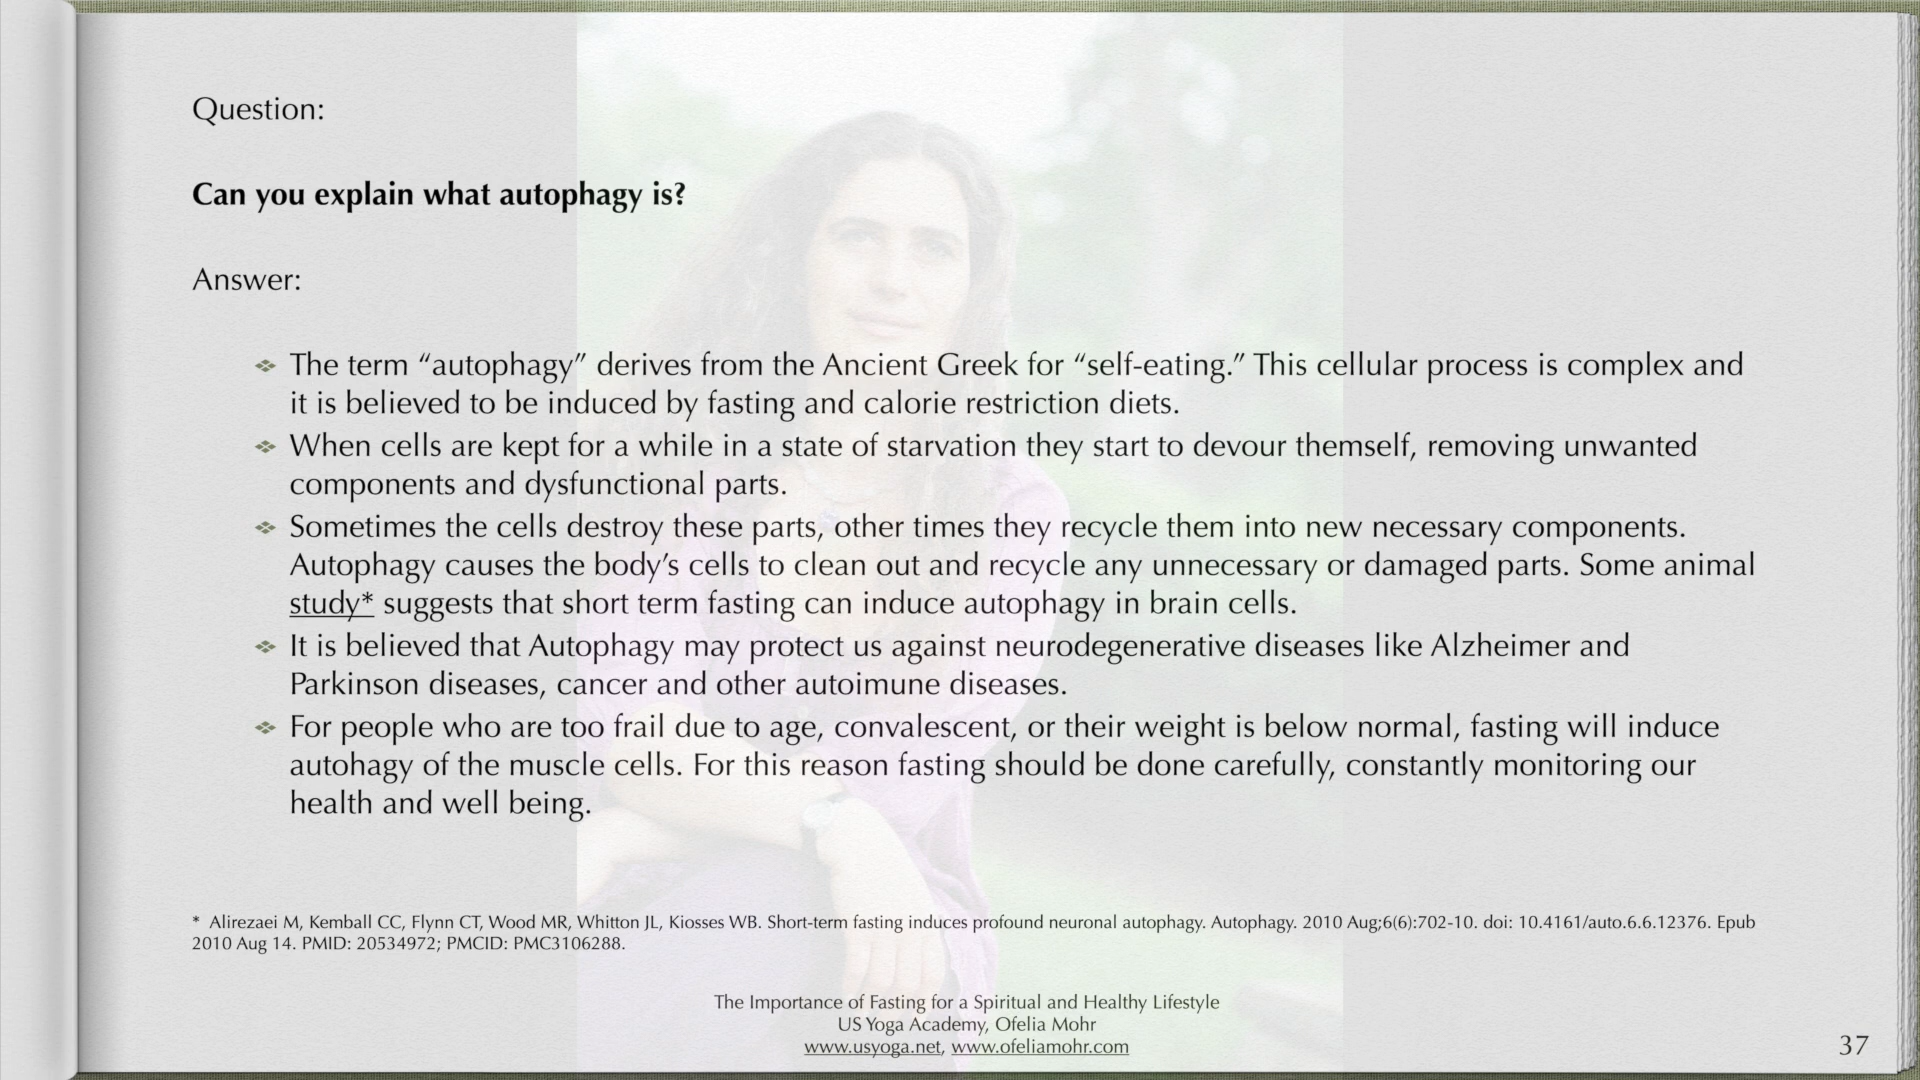 Question:
Can you explain what autophagy is?
Answer:
❖ The term “autophagy” derives from the Ancient Greek for “self-eating.” This cellular process is complex and
it is believed to be induced by fasting and calorie restriction diets.
❖ When cells are kept for a while in a state of starvation they start to devour themself, removing unwanted
components and dysfunctional parts.
❖ Sometimes the cells destroy these parts, other times they recycle them into new necessary components.
Autophagy causes the body’s cells to clean out and recycle any unnecessary or damaged parts. Some animal
study* suggests that short term fasting can induce autophagy in brain cells.
❖ It is believed that Autophagy may protect us against neurodegenerative diseases like Alzheimer and
Parkinson diseases, cancer and other autoimune diseases.
❖ For people who are too frail due to age, convalescent, or their weight is below normal, fasting will induce
autohagy of the muscle cells. For this reason fasting should be done carefully, constantly monitoring our
health and well being.
* Alirezaei M, Kemball CC, Flynn CT, Wood MR, Whitton JL, Kiosses WB. Short-term fasting induces profound neuronal autophagy. Autophagy. 2010 Aug;6(6):702-10. doi: 10.4161/auto.6.6.12376. Epub
2010 Aug 14. PMID: 20534972; PMCID: PMC3106288.
The Importance of Fasting for a Spiritual and Healthy Lifestyle
US Yoga Academy, Ofelia Mohr
www.usyoga.net, www.ofeliamohr.com
37